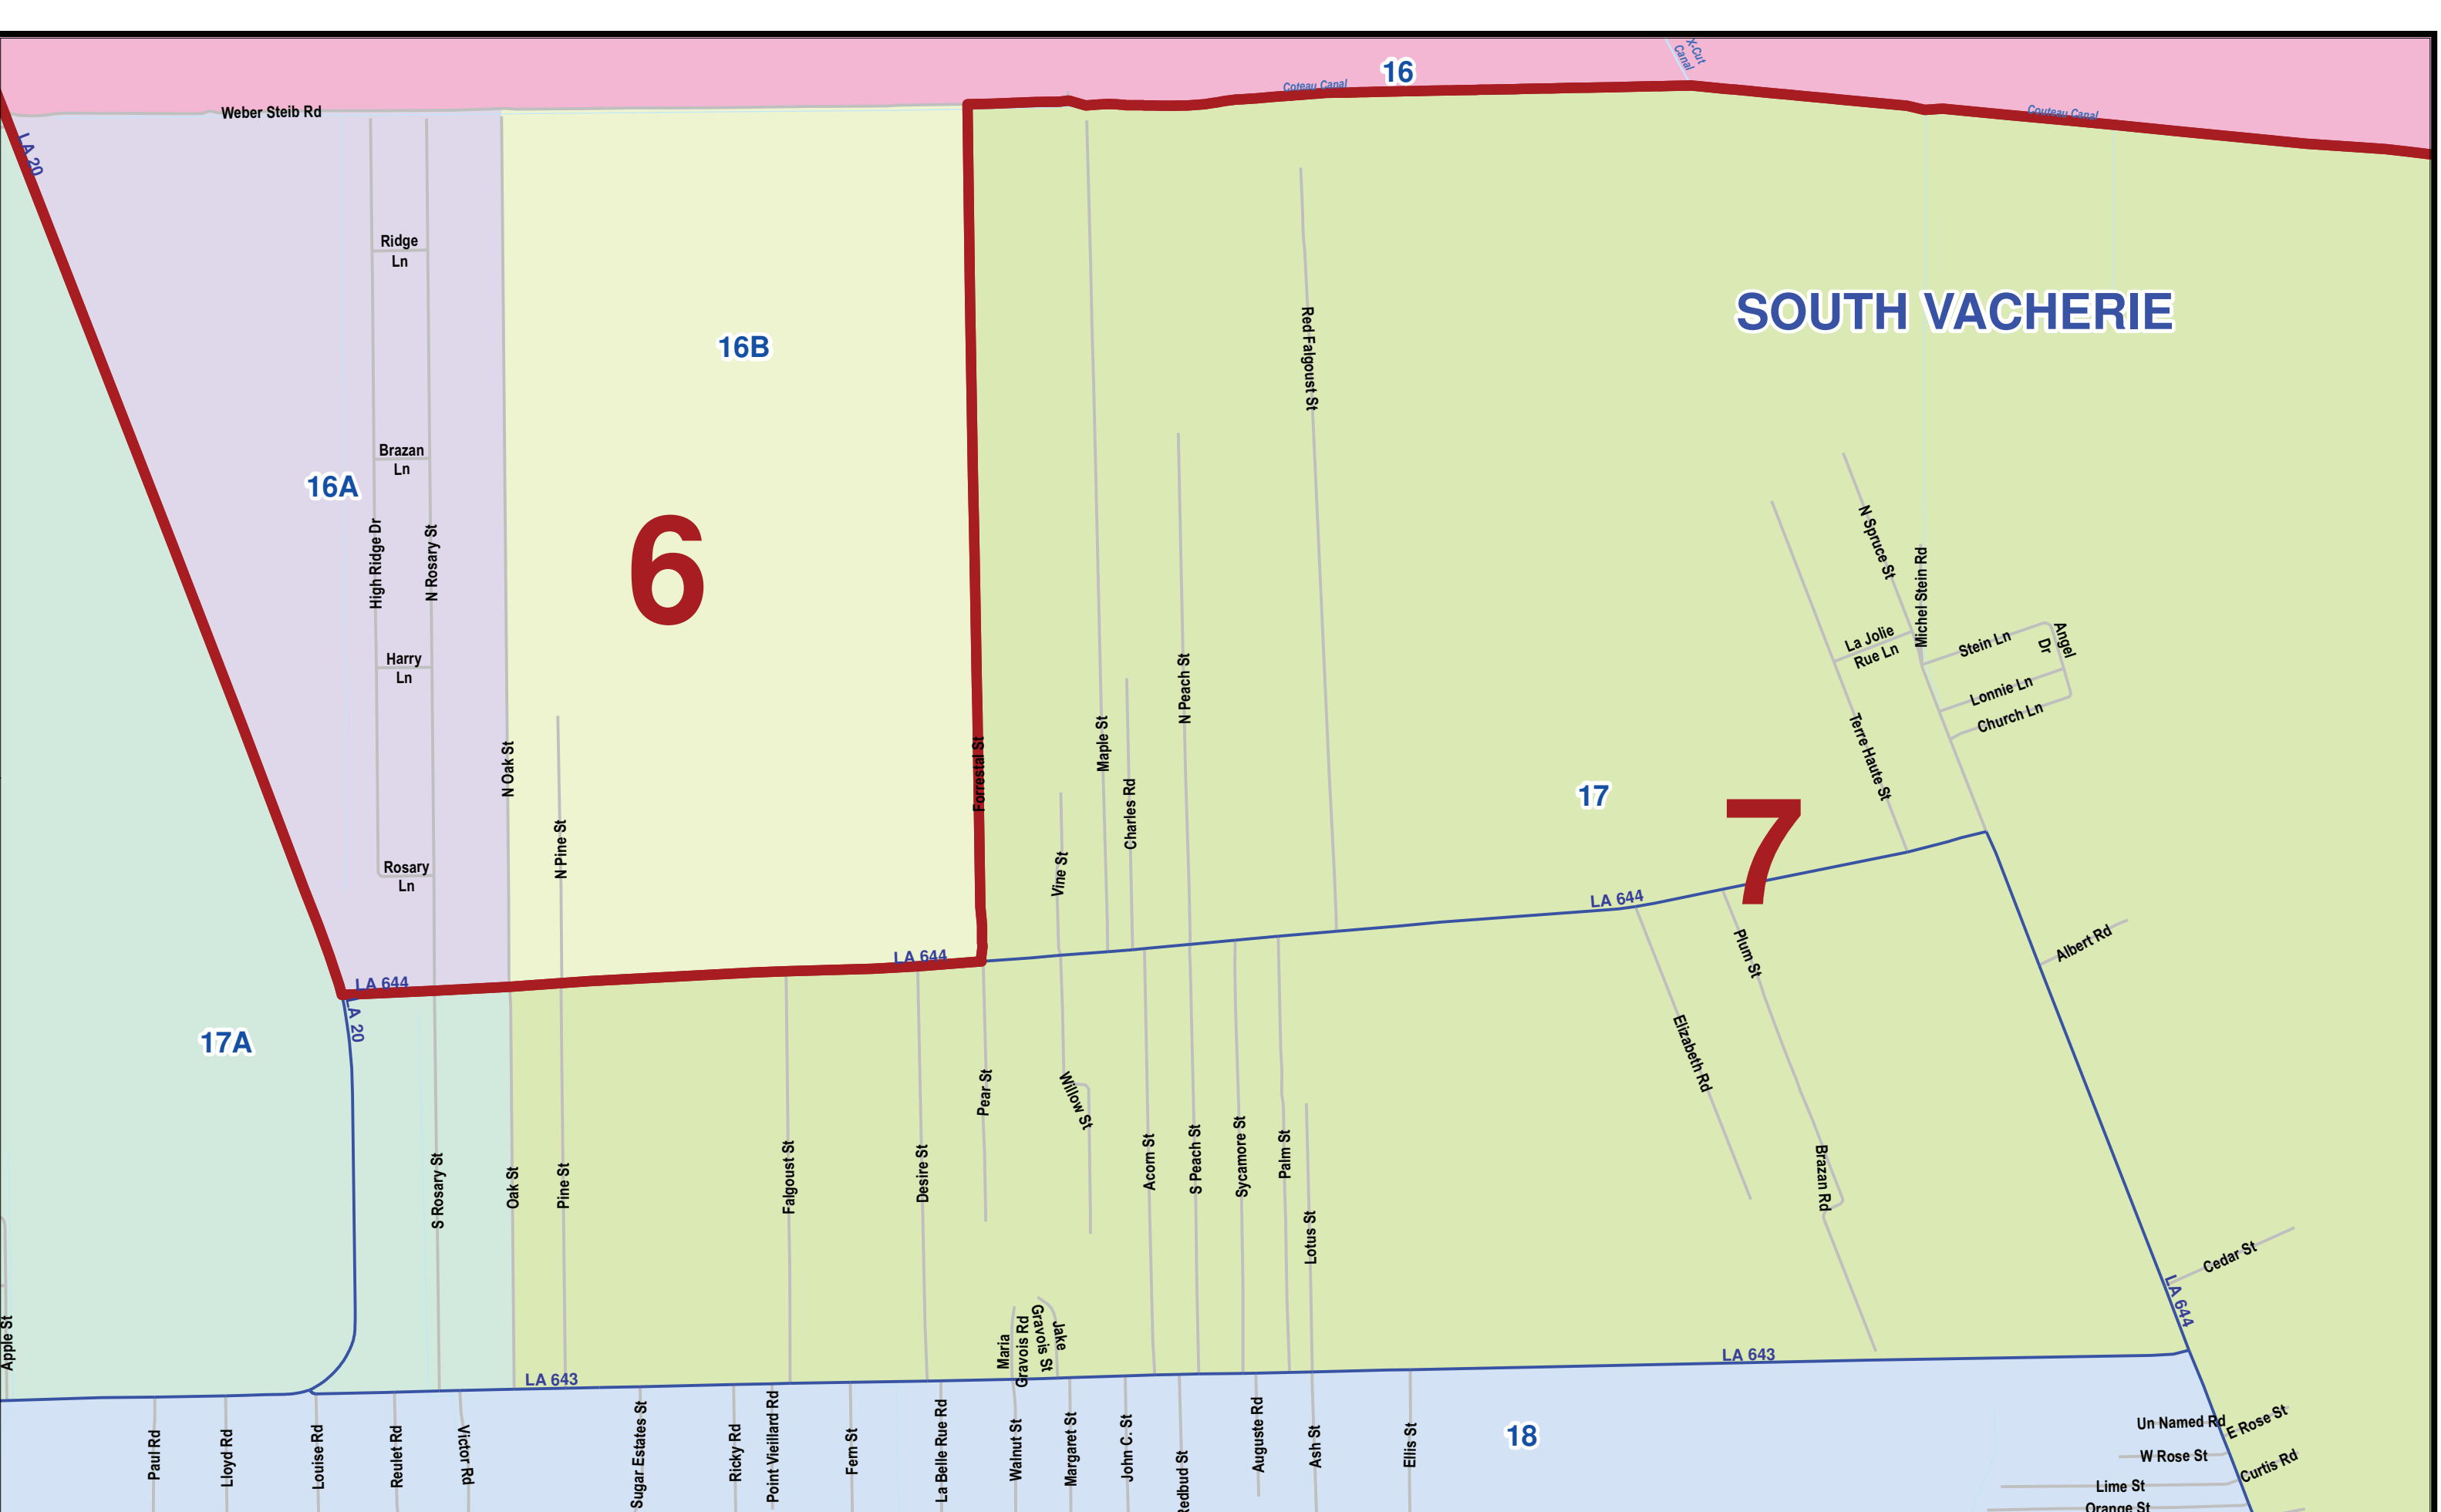 X-Cut
Canal
16
Coteau Canal
Couteau Canal
Weber Steib Rd
LA 20
Ridge
Ln
SOUTH VACHERIE
16B
Red Falgoust St
Brazan
Ln
16A
6
High Ridge Dr
N Rosary St
N Spruce St
Michel Stein Rd
La Jolie
Rue Ln
Stein Ln
Angel
Dr
Harry
Ln
N Peach St
Lonnie Ln
Church Ln
N Oak St
Forrestal St
Maple St
Terre Haute St
Charles Rd
17
7
N Pine St
Vine St
Rosary
Ln
LA 644
LA 644
LA 644
Plum St
Albert Rd
LA 20
17A
Elizabeth Rd
Pear St
Willow St
S Rosary St
Oak St
Pine St
Falgoust St
Desire St
Acorn St
S Peach St
Sycamore St
Palm St
Brazan Rd
Lotus St
Cedar St
LA 644
Apple St
Maria
Gravois Rd
Jake
Gravois St
LA 643
LA 643
Paul Rd
Lloyd Rd
Louise Rd
Reulet Rd
Victor Rd
Sugar Estates St
Ricky Rd
Point Vieillard Rd
Fern St
La Belle Rue Rd
Walnut St
Margaret St
John C. St
Redbud St
Auguste Rd
Ash St
Ellis St
18
Un Named Rd
E Rose St
W Rose St
Curtis Rd
Lime St
Orange St